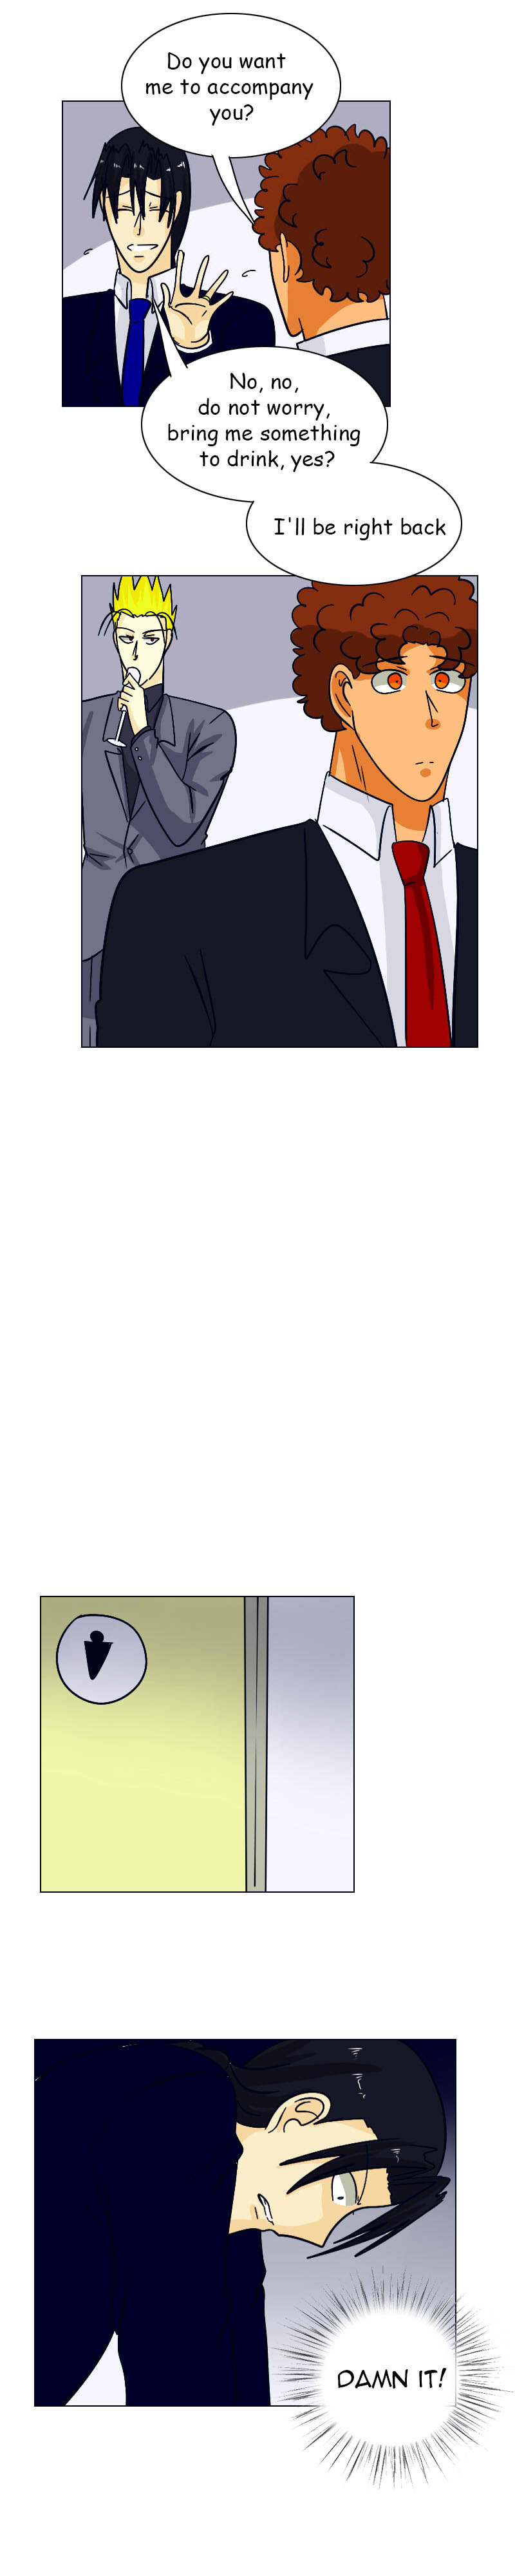 Do you want
me to accompany
you?
No, no,
do not worry,
bring me something
to drink, yes?
I'll be right back
DAMN IT!